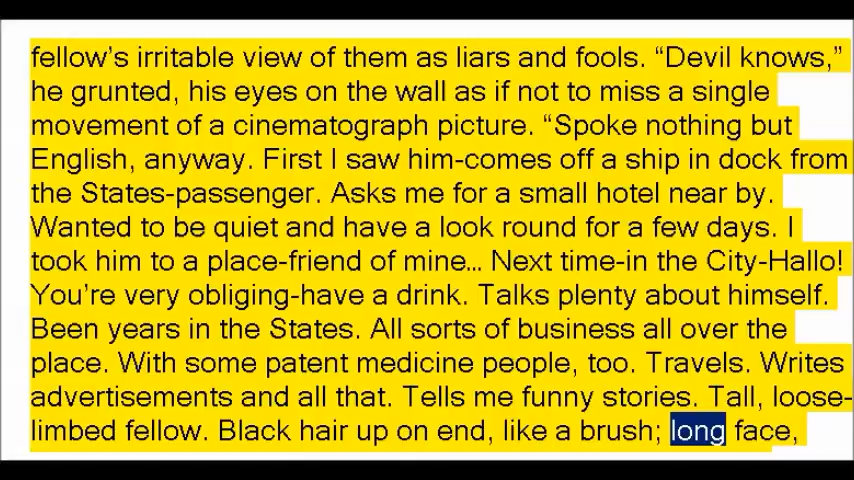 fellow’s irritable view of them as liars and fools. “Devil knows,”
he grunted, his eyes on the wall as if not to miss a single
movement of a cinematograph picture. “Spoke nothing but
English, anyway. First I saw him-comes off a ship in dock from
the States-passenger. Asks me for a small hotel near by.
Wanted to be quiet and have a look round for a few days. I
took him to a place-friend of mine... Next time-in the City-Hallo!
You’re very obliging-have a drink. Talks plenty about himself.
Been years in the States. All sorts of business all over the
place. With some patent medicine people, too. Travels. Writes
advertisements and all that. Tells me funny stories. Tall, loose-
limbed fellow. Black hair up on end, like a brush; long face,